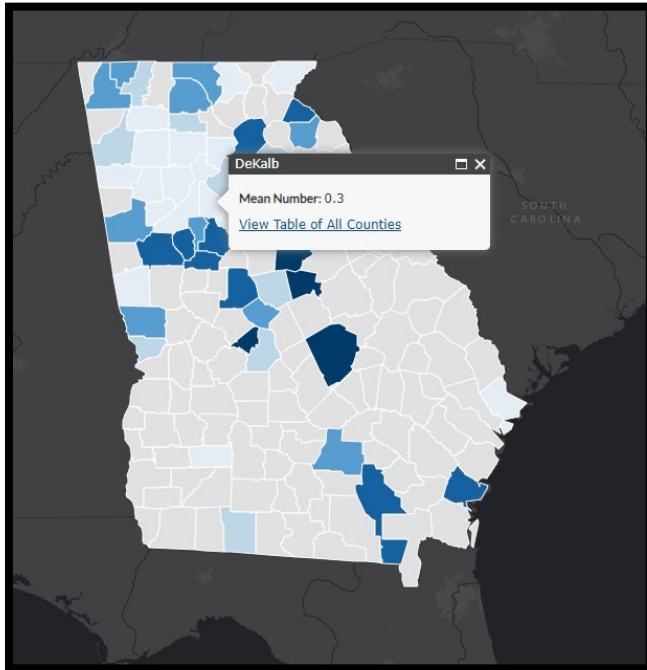 DeKalb
Mean Number: 0.3
View Table of All Counties
SOUTH
CAROLINA